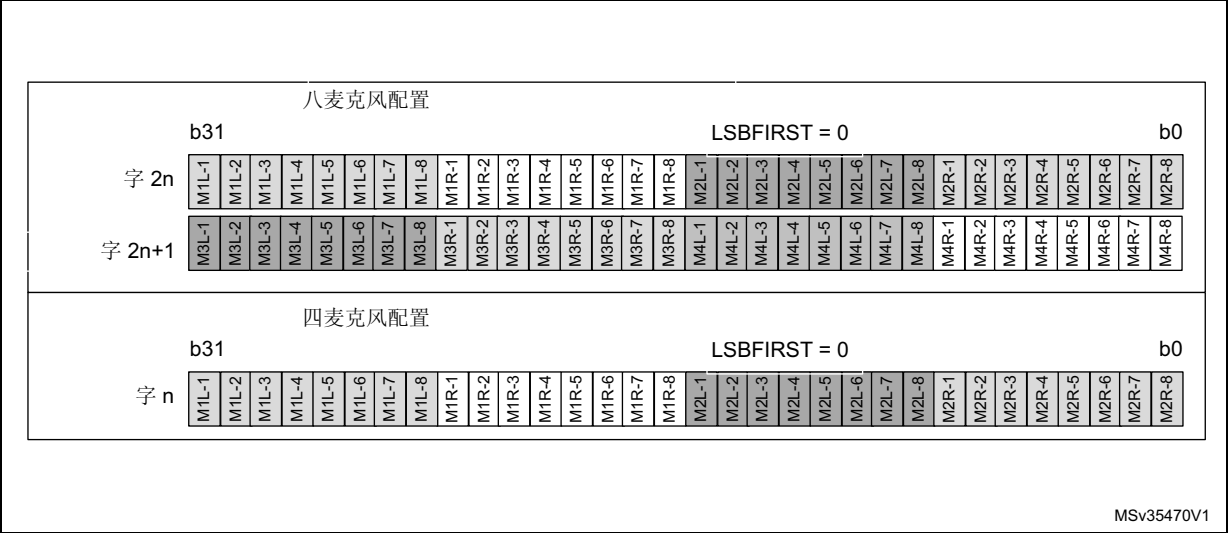 八麦克风配置
b31 LSBFIRST = 0 b0
字 2n M1L-1 M1L-2 M1L-3 M1L-4 M1L-5 M1L-6 M1L-7 M1L-8 M1R-1 M1R-2 M1R-3 M1R-4 M1R-5 M1R-6 M1R-7 M1R-8 M2L-1 M2L-2 M2L-3 M2L-4 M2L-5 M2L-6 M2L-7 M2L-8 M2R-1 M2R-2 M2R-3 M2R-4 M2R-5 M2R-6 M2R-7 M2R-8
字 2n+1 M3L-1 M3L-2 M3L-3 M3L-4 M3L-5 M3L-6 M3L-7 M3L-8 M3R-1 M3R-2 M3R-3 M3R-4 M3R-5 M3R-6 M3R-7 M3R-8 M4L-1 M4L-2 M4L-3 M4L-4 M4L-5 M4L-6 M4L-7 M4L-8 M4R-1 M4R-2 M4R-3 M4R-4 M4R-5 M4R-6 M4R-7 M4R-8
四麦克风配置
b31 LSBFIRST = 0 b0
字 n M1L-1 M1L-2 M1L-3 M1L-4 M1L-5 M1L-6 M1L-7 M1L-8 M1R-1 M1R-2 M1R-3 M1R-4 M1R-5 M1R-6 M1R-7 M1R-8 M2L-1 M2L-2 M2L-3 M2L-4 M2L-5 M2L-6 M2L-7 M2L-8 M2R-1 M2R-2 M2R-3 M2R-4 M2R-5 M2R-6 M2R-7 M2R-8
MSv35470V1